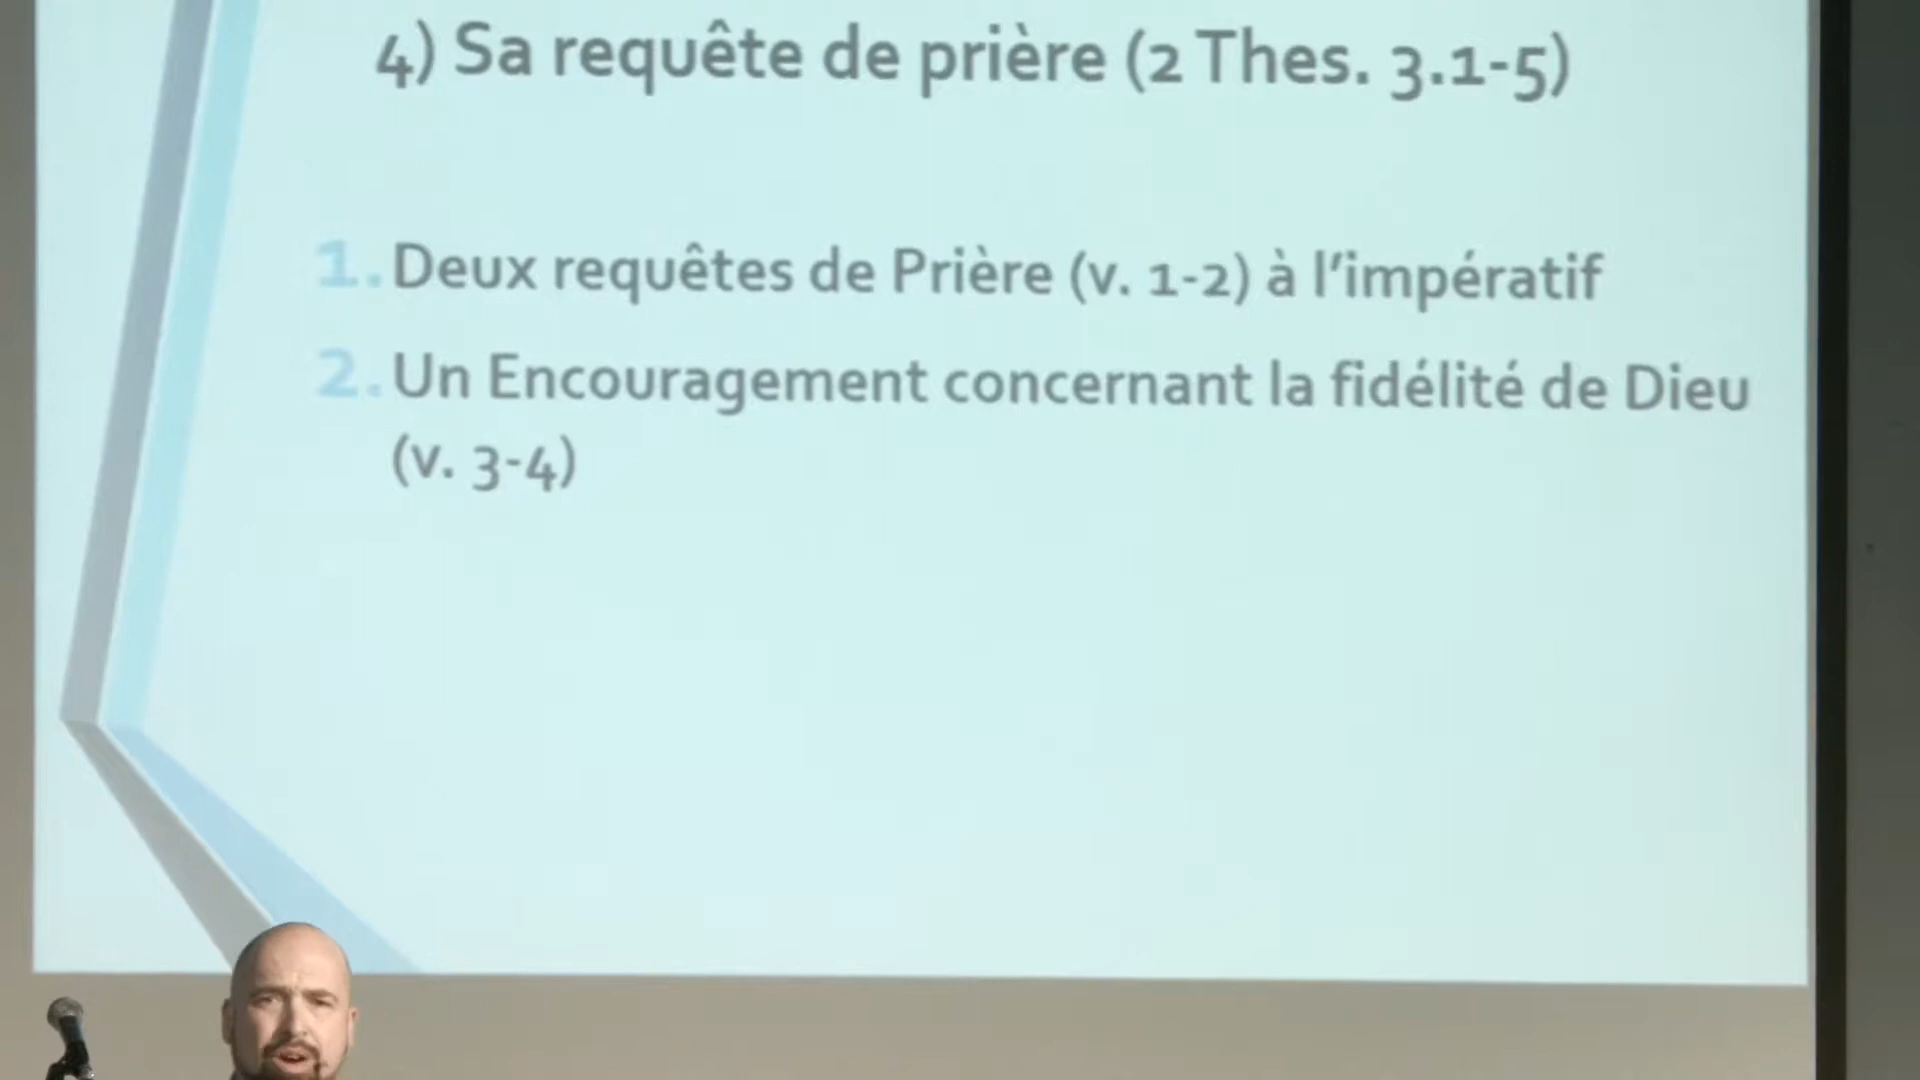 4) Sa requête de prière (2 Thes. 3.1-5)
1. Deux requêtes de Prière (v. 1-2) à l'impératif
2. Un Encouragement concernant la fidélité de Dieu
(v. 3-4)